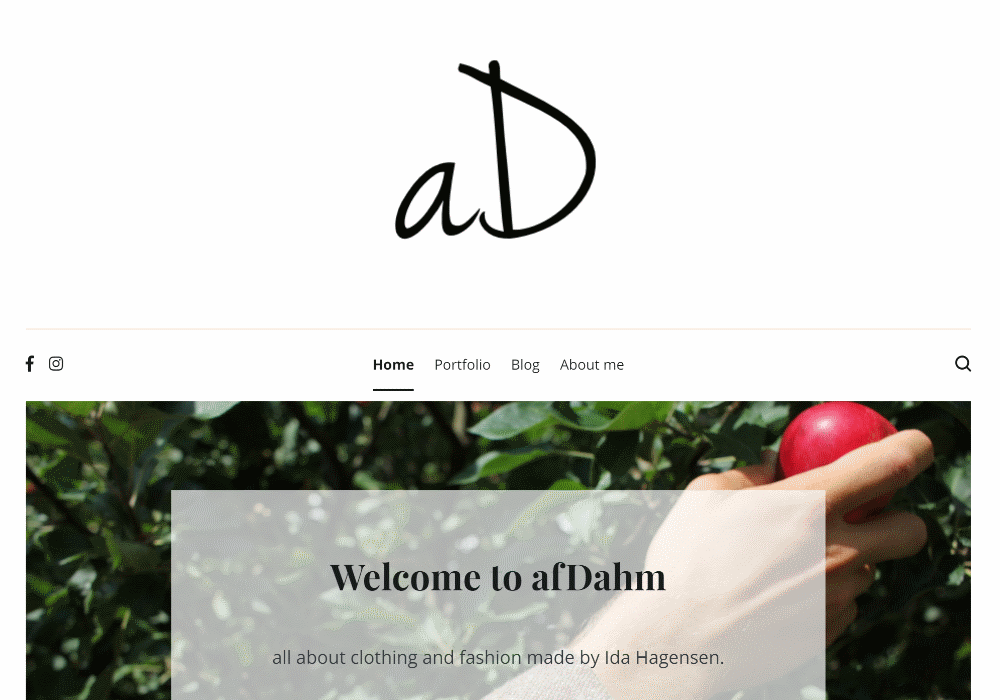 aD
Home Portfolio Blog About me
Welcome to afDahm
all about clothing and fashion made by Ida Hagensen.